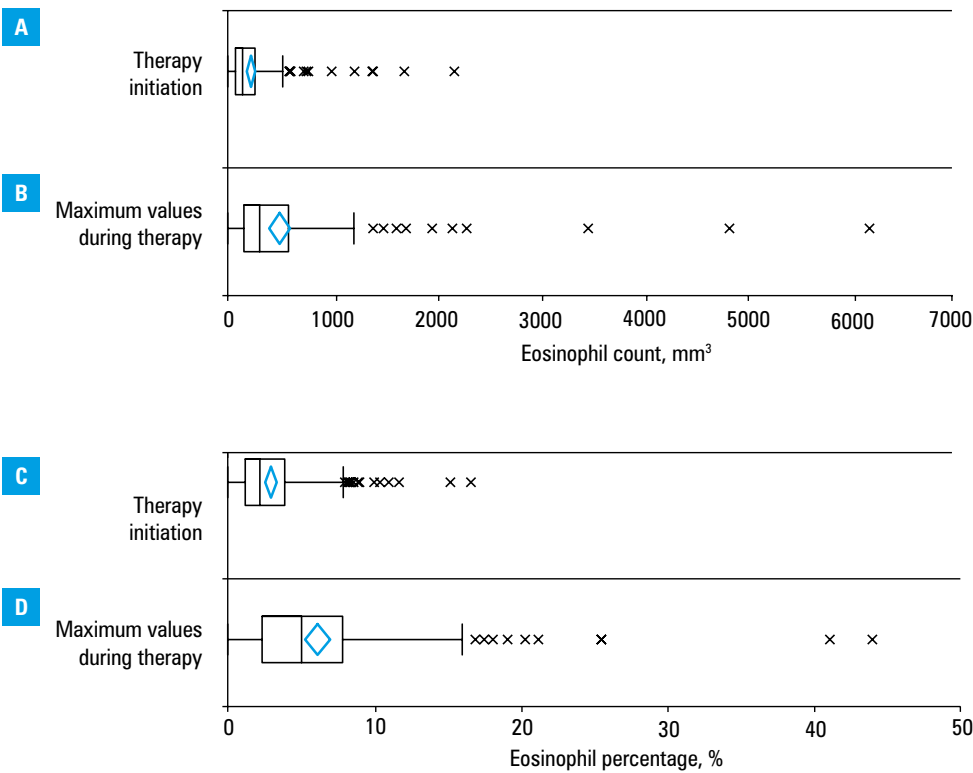 A
Therapy
initiation
B
Maximum values
during therapy
0 1000 2000 3000 4000 5000 6000 7000
Eosinophil count, mm³
C
Therapy
initiation
D
Maximum values
during therapy
0 10 20 30 40 50
Eosinophil percentage, %